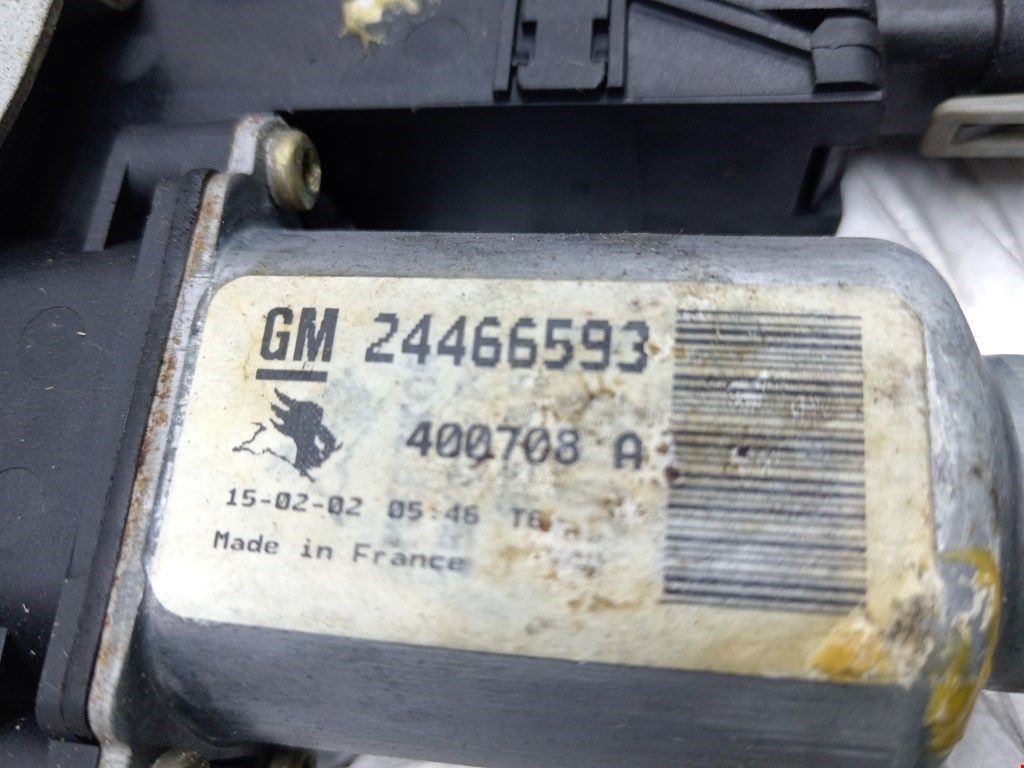 GM 24466593
400708 A
15-02-02 05:46
Made in France